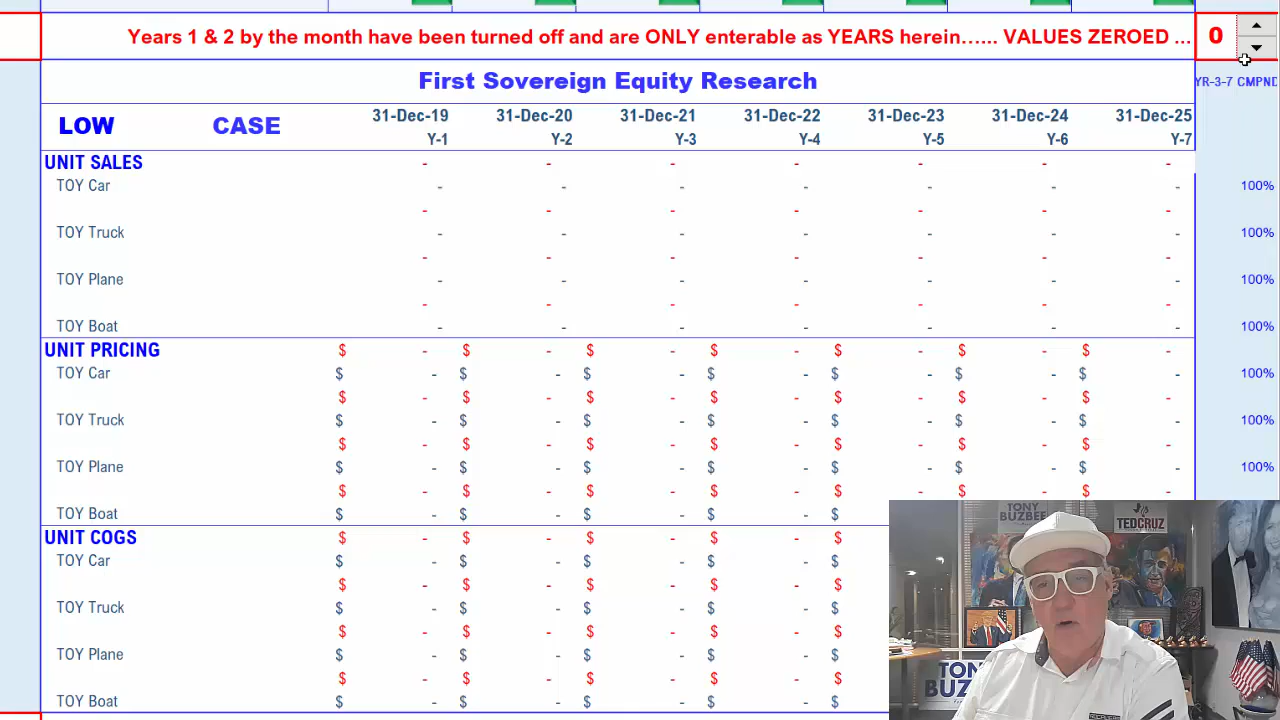 Years 1 & 2 by the month have been turned off and are ONLY enterable as YEARS herein...... VALUES ZEROED ... 0
First Sovereign Equity Research YR-3-7 CMPND
31-Dec-19 31-Dec-20 31-Dec-21 31-Dec-22 31-Dec-23 31-Dec-24 31-Dec-25
LOW CASE
Y-1 Y-2 Y-3 Y-4 Y-5 Y-6 Y-7
UNIT SALES - - - - - - -
TOY Car - - - - - - - 100%
- - - - - - -
TOY Truck - - - - - - - 100%
- - - - - - -
TOY Plane - - - - - - - 100%
- - - - - - -
TOY Boat - - - - - - - 100%
UNIT PRICING $ - $ - $ - $ - $ - $ - $ -
TOY Car $ - $ - $ - $ - $ - $ - $ - 100%
$ - $ - $ - $ - $ - $ - $ -
TOY Truck $ - $ - $ - $ - $ - $ - $ - 100%
$ - $ - $ - $ - $ - $ - $ -
TOY Plane $ - $ - $ - $ - $ - $ - $ - 100%
$ - $ - $ - $ - $ - $ - $ -
TOY Boat $ - $ - $ - $ - $
UNIT COGS $ - $ - $ - $ - $
TOY Car $ - $ - $ - $ - $
$ - $ - $ - $ - $
TOY Truck $ - $ - $ - $ - $
$ - $ - $ - $ - $
TOY Plane $ - $ - $ - $ - $
$ - $ - $ - $ - $
TOY Boat $ - $ - $ - $ - $
TONY
BUZBEE
TED CRUZ
TONY
BUZ